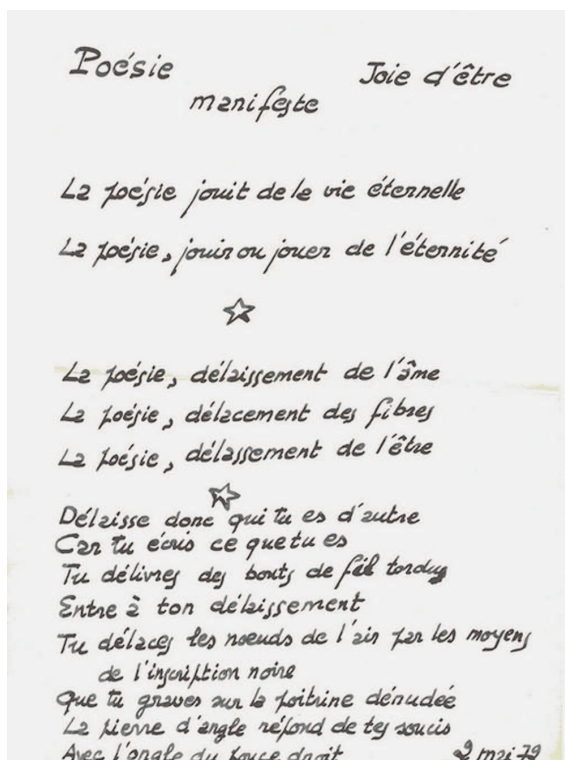 Poésie Joie d'être
manifeste
La poésie jouit de la vie éternelle
La poésie, jouir ou jouer de l'éternité
La poésie, délaissement de l'âme
La poésie, délacement des fibres
La poésie, délassement de l'être
Délaisse donc qui tu es d'autre
Car tu écris ce que tu es
Tu délivres des bouts de fil tordus
Entre à ton délaissement
Tu délaces les nœuds de l'air par les moyens
de l'inscription noire
Que tu graves sur la poitrine dénudée
La pierre d'angle répond de tes soucis
Avec l'ongle du pouce droit 2 mai 79